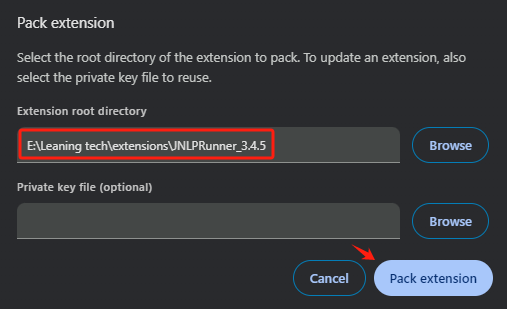 Pack extension
Select the root directory of the extension to pack. To update an extension, also
select the private key file to reuse.
Extension root directory
E:\Leaning tech\extensions\JNLPRunner_3.4.5
Browse
Private key file (optional)
Browse
Cancel
Pack extension